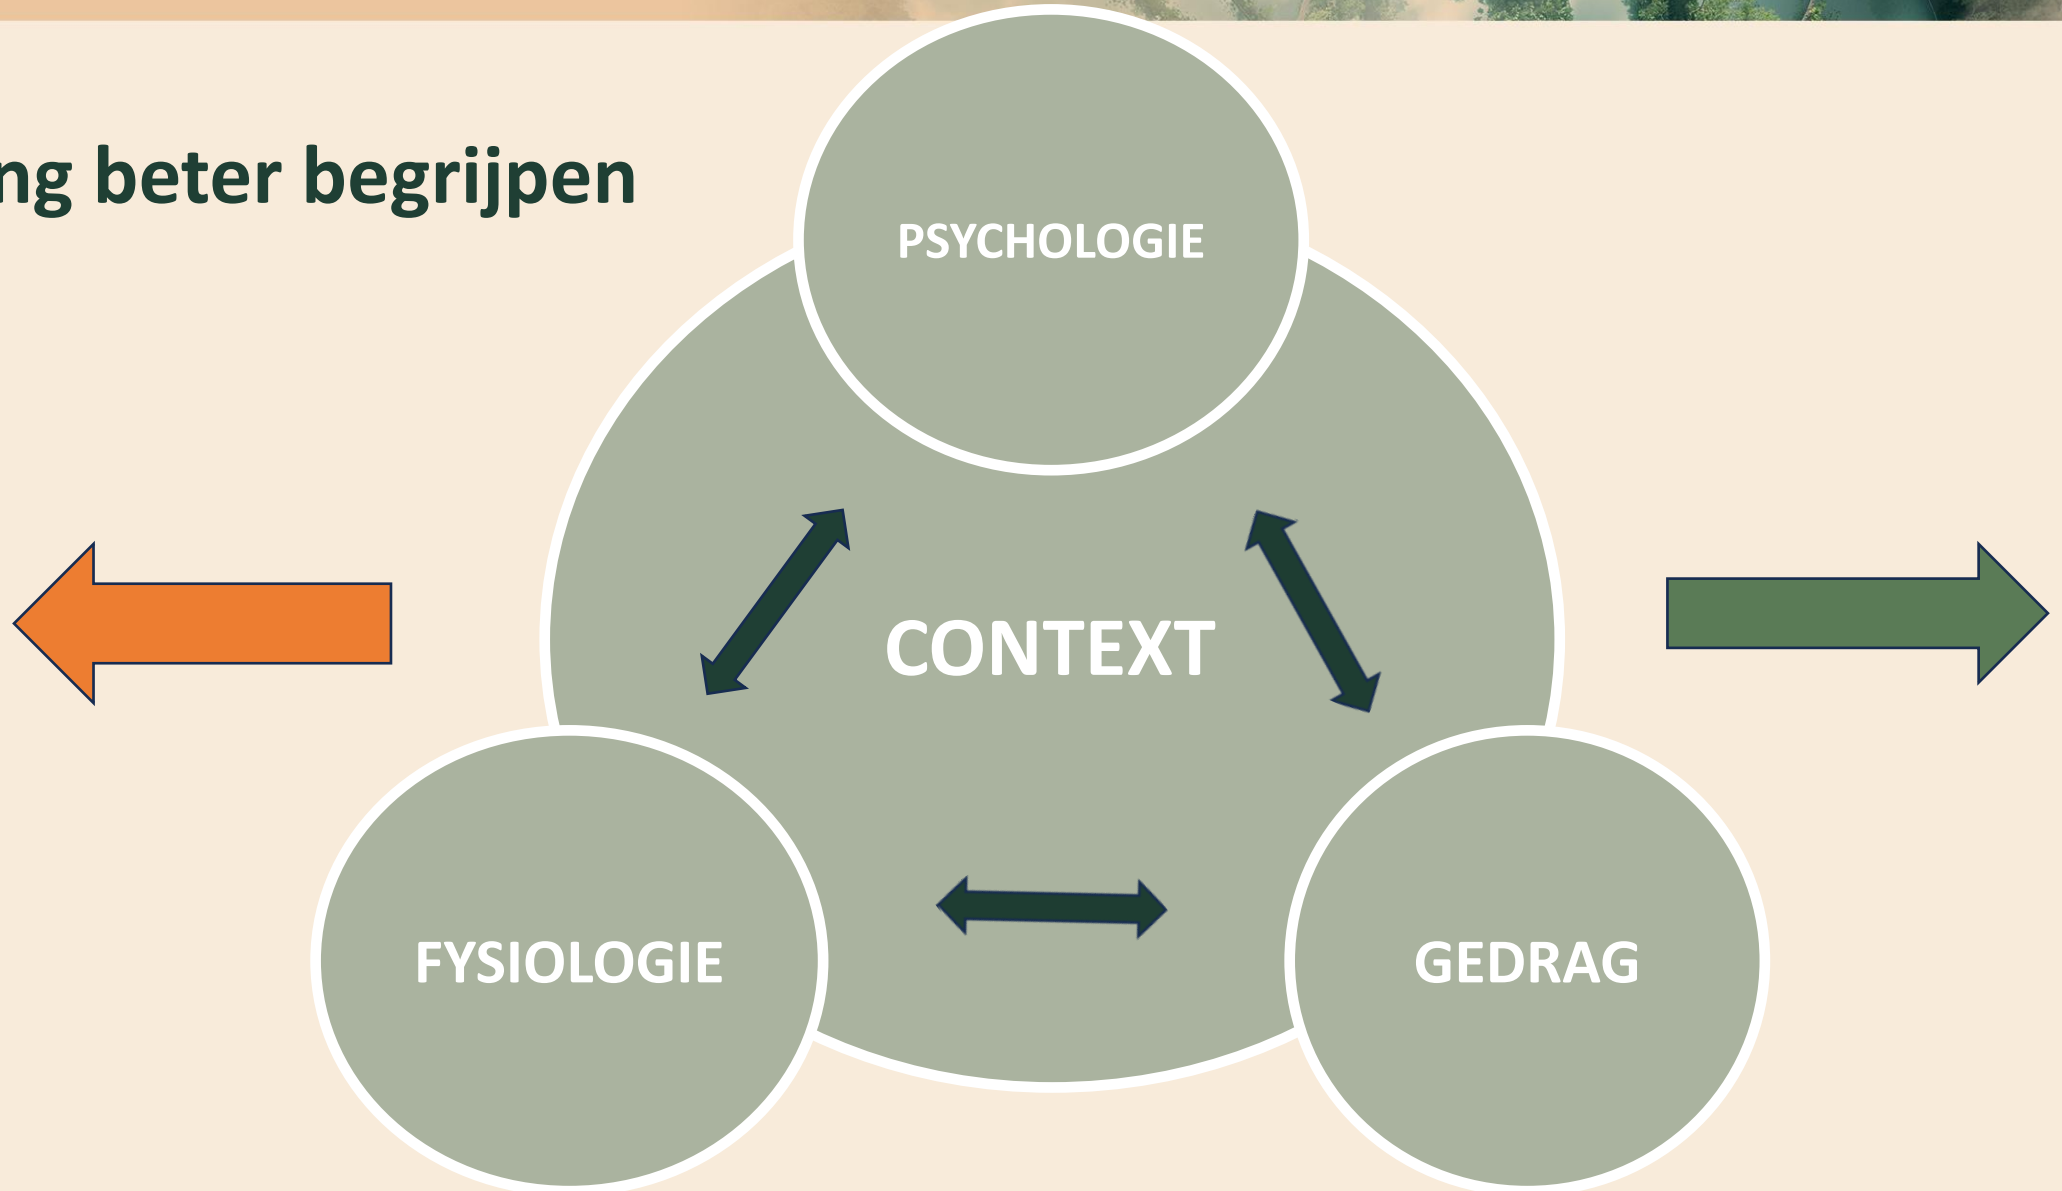 ng beter begrijpen
PSYCHOLOGIE
CONTEXT
FYSIOLOGIE
GEDRAG